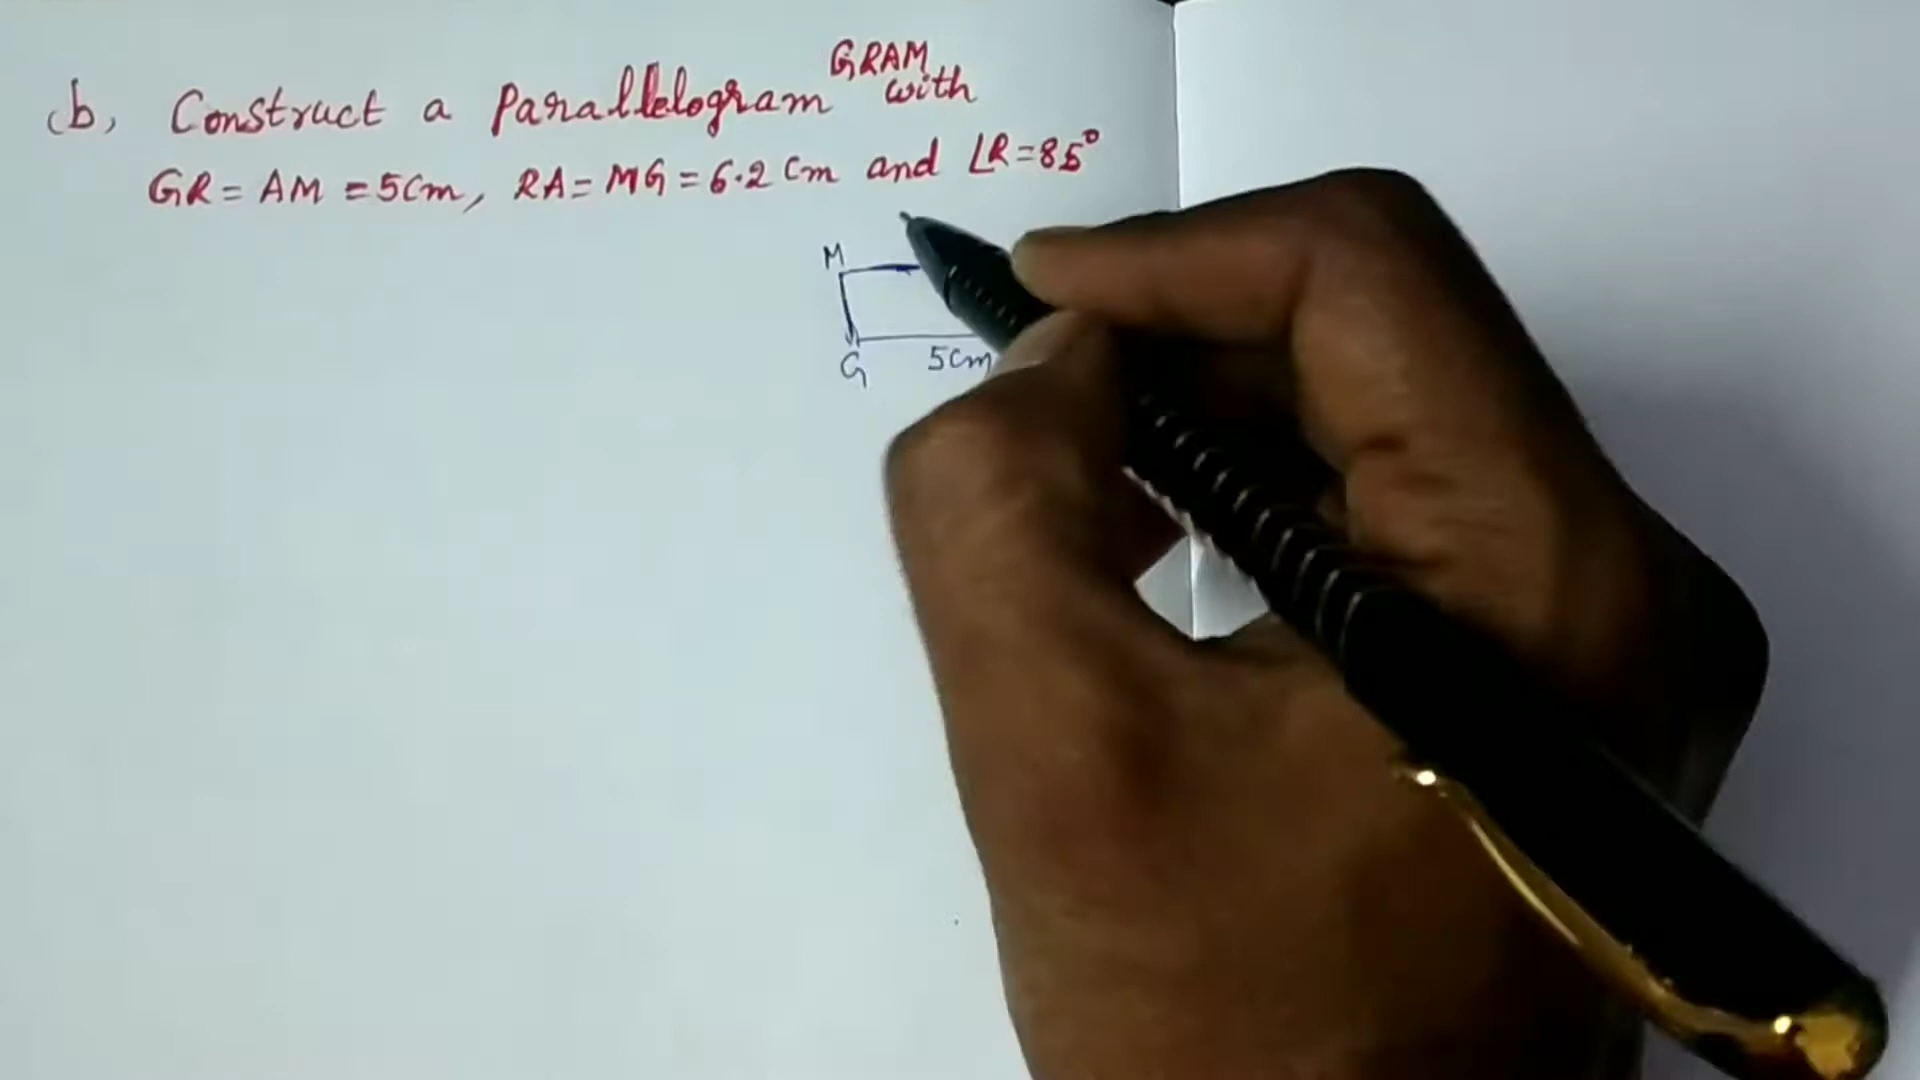 (b, Construct a Parallelogram GRAM with
GR = AM = 5cm, RA = MG = 6.2 cm and ∠R = 85°
M
G 5cm